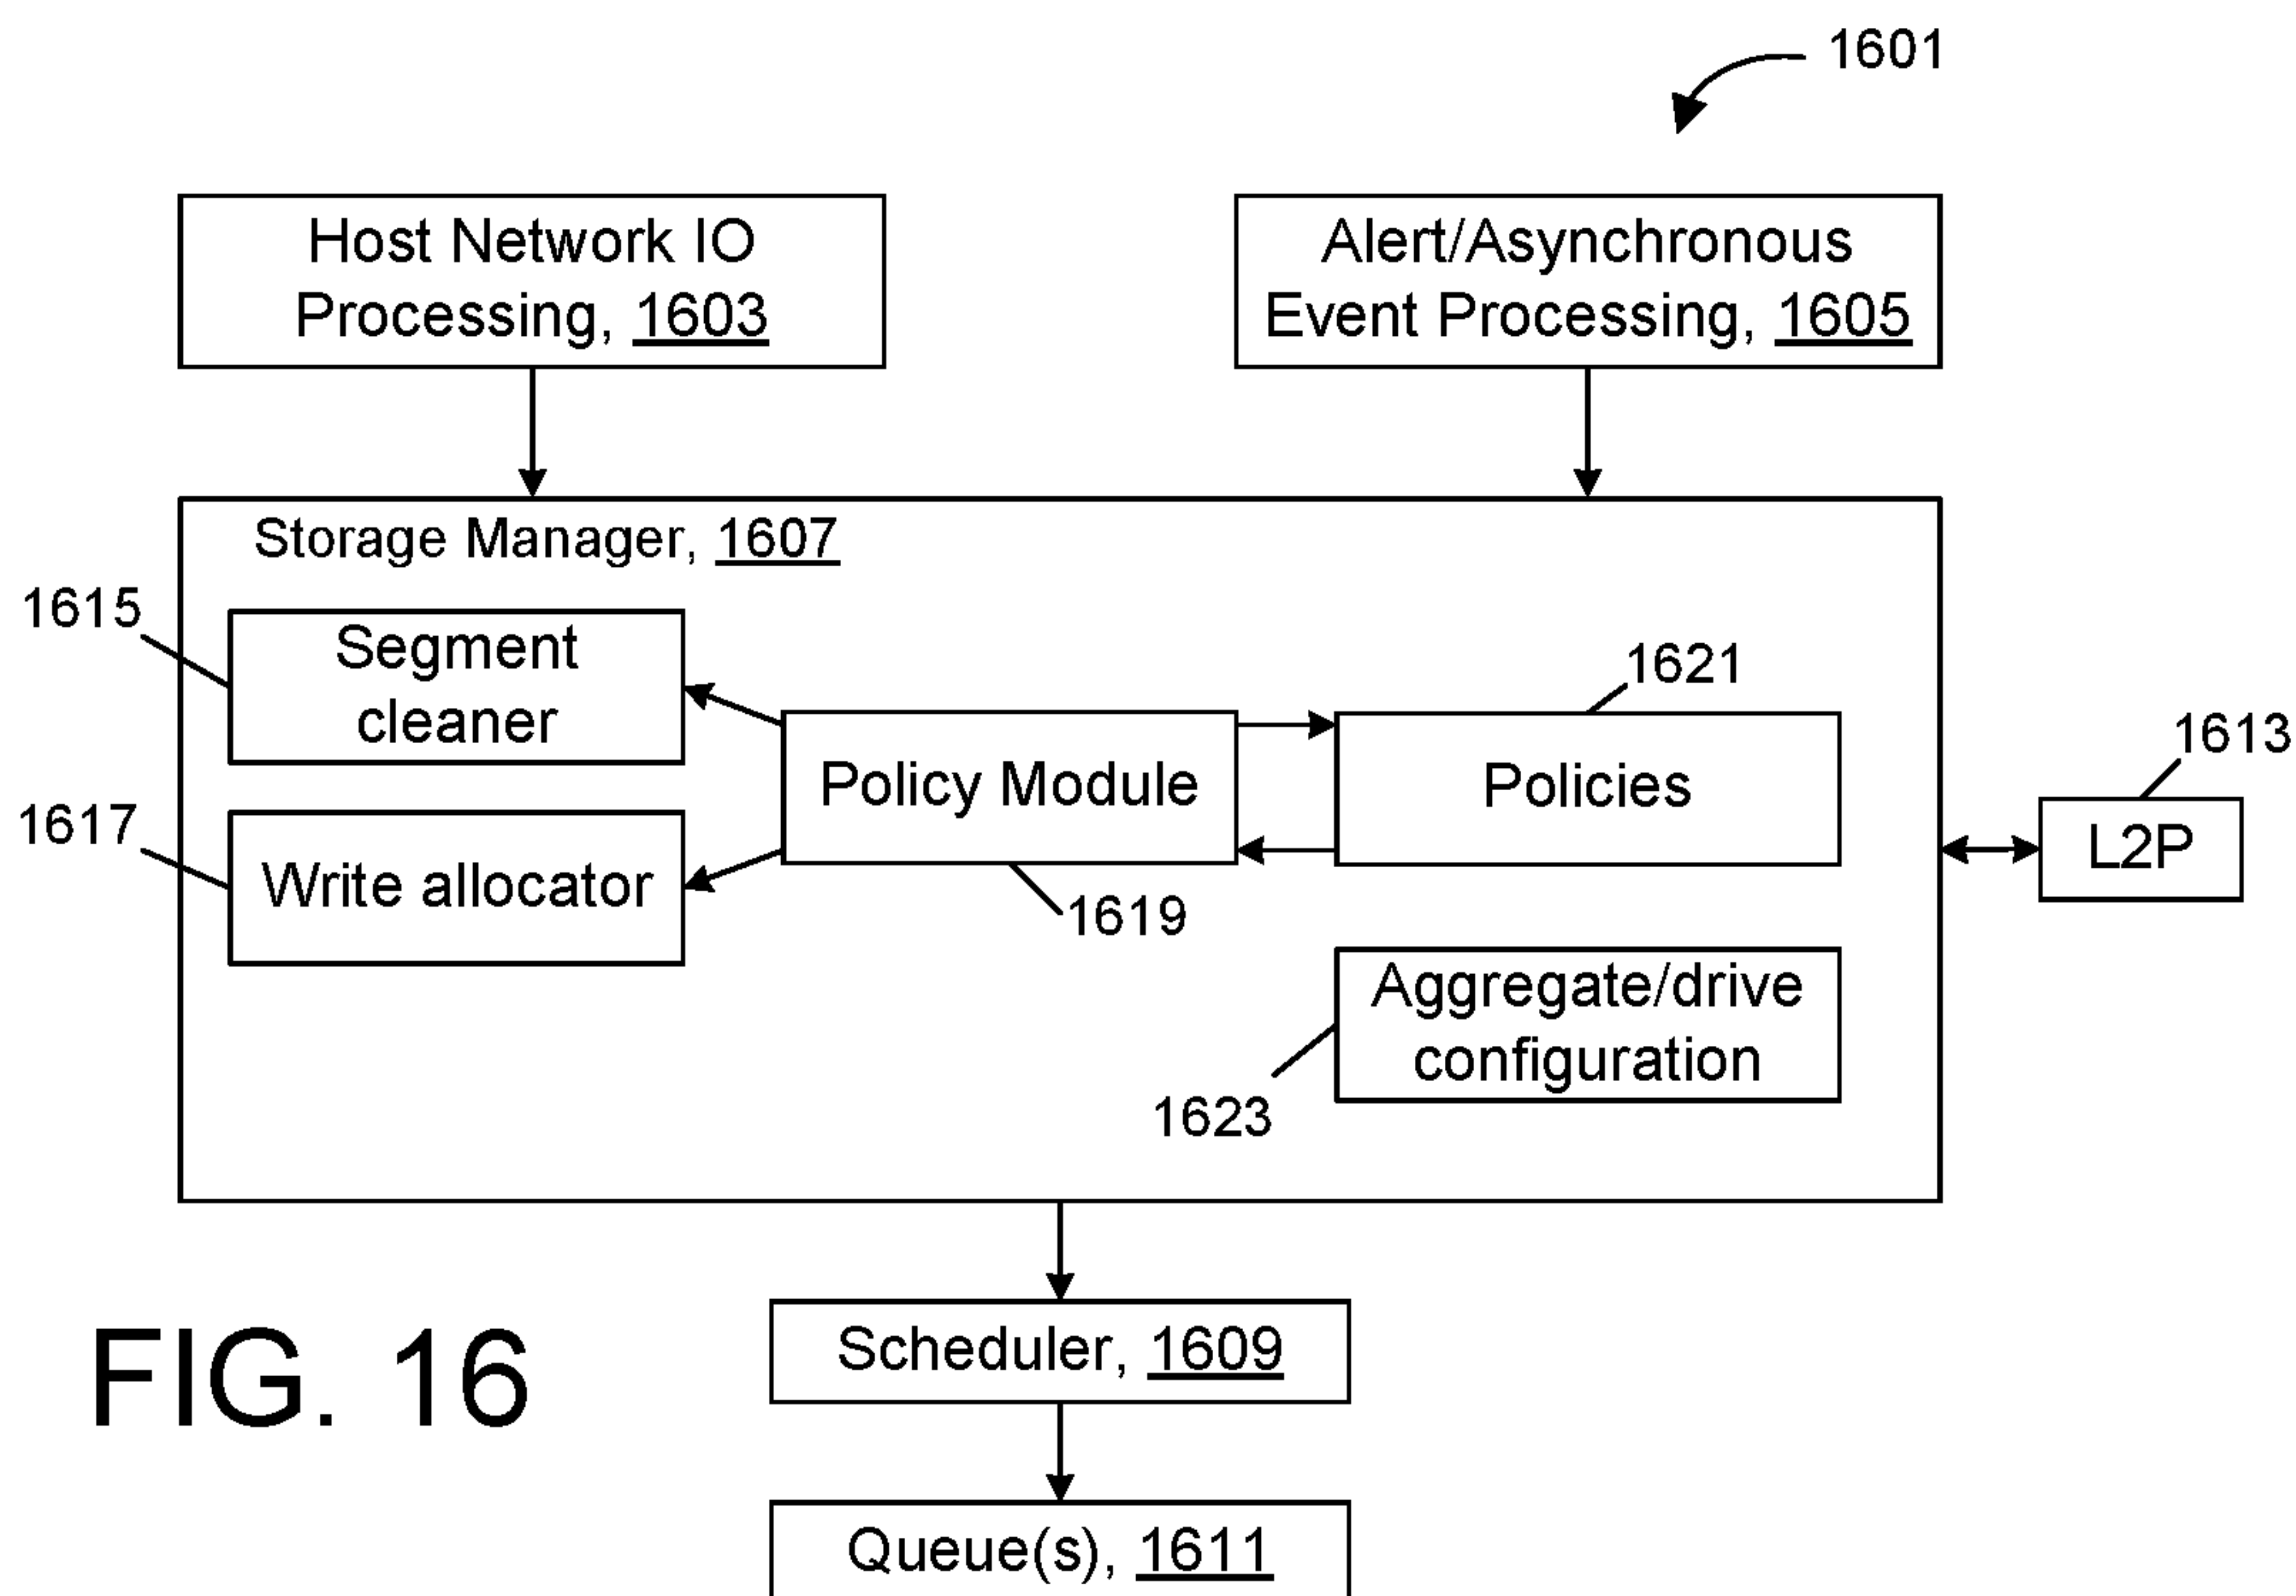 1601
Host Network IO
Processing, 1603
Alert/Asynchronous
Event Processing, 1605
Storage Manager, 1607
1615
Segment
cleaner
1617
Write allocator
Policy Module
1619
1621
Policies
1613
L2P
Aggregate/drive
configuration
1623
Scheduler, 1609
FIG. 16
Queue(s), 1611